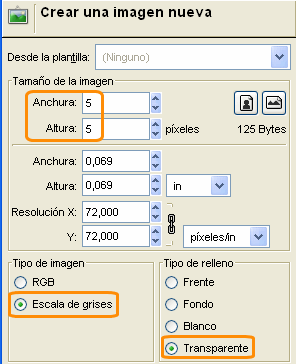 Crear una imagen nueva
Desde la plantilla: (Ninguno)
Tamaño de la imagen
Anchura: 5
Altura: 5 píxeles 125 Bytes
Anchura: 0,069
Altura: 0,069 in
Resolución X: 72,000
Y: 72,000 píxeles/in
Tipo de imagen
RGB
Escala de grises
Tipo de relleno
Frente
Fondo
Blanco
Transparente